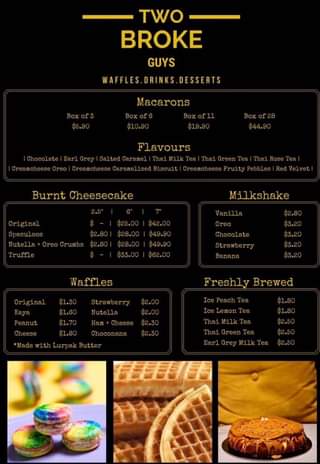 TWO
BROKE
GUYS
WAFFLES,DRINKS,DESSERTS
Macarons
Box of 3 Box of 6 Box of 11 Box of 28
$5.90 $10.90 $19.90 $44.90
Flavours
| Chocolate | Earl Grey | Salted Caramel | Thai Milk Tea | Thai Green Tea | Thai Rose Tea |
| Creamcheese Oreo | Creamcheese Caramelized Biscuit | Creamcheese Fruity Pebbles | Red Velvet |
Burnt Cheesecake
2.5" | 6" | 7"
Original $ - | $22.00 | $42.00
Speculoos $2.80 | $28.00 | $49.90
Nutella + Oreo Crumbs $2.80 | $28.00 | $49.90
Truffle $ - | $33.00 | $62.00
Milkshake
Vanilla $2.80
Oreo $3.20
Chocolate $3.20
Strawberry $3.20
Banana $3.20
Waffles
Original $1.30 Strawberry $2.00
Kaya $1.60 Nutella $2.00
Peanut $1.70 Ham + Cheese $2.30
Cheese $1.80 Choconana $2.30
*Made with Lurpak Butter
Freshly Brewed
Ice Peach Tea $1.80
Ice Lemon Tea $1.80
Thai Milk Tea $2.50
Thai Green Tea $2.50
Earl Grey Milk Tea $2.50